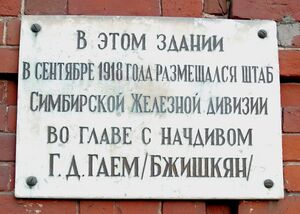 В ЭТОМ ЗДАНИИ
В СЕНТЯБРЕ 1918 ГОДА РАЗМЕЩАЛСЯ ШТАБ
СИМБИРСКОЙ ЖЕЛЕЗНОЙ ДИВИЗИИ
ВО ГЛАВЕ С НАЧДИВОМ
Г.Д.ГАЕМ/БЖИШКЯН/